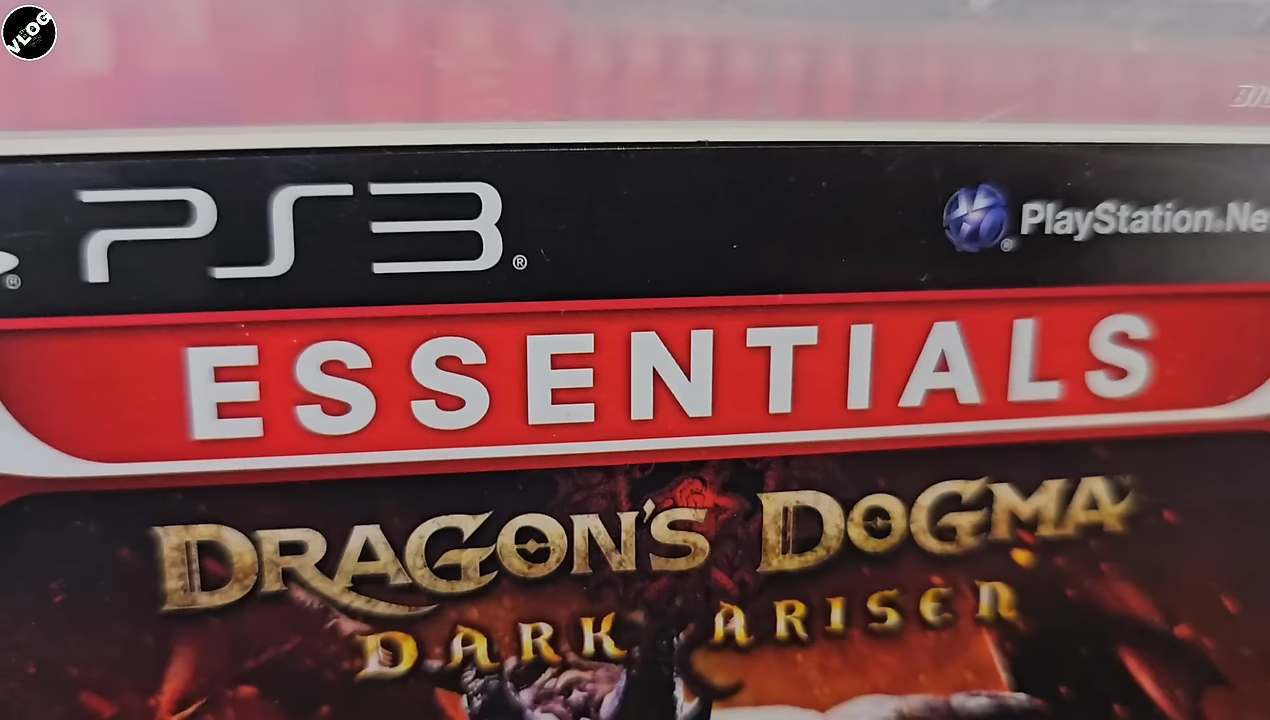 VLOG
PS3®
PlayStation®Ne
ESSENTIALS
DRAGON'S DOGMA
DARK ARISEN